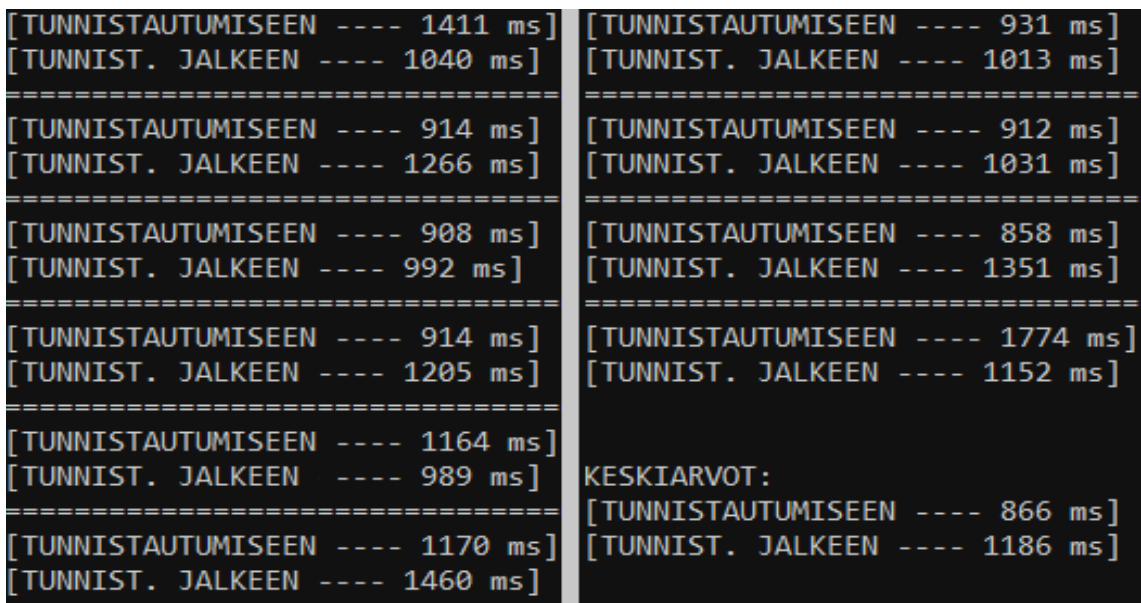 [TUNNISTAUTUMISEEN ---- 1411 ms]
[TUNNIST. JALKEEN ---- 1040 ms]
================================
[TUNNISTAUTUMISEEN ---- 914 ms]
[TUNNIST. JALKEEN ---- 1266 ms]
================================
[TUNNISTAUTUMISEEN ---- 908 ms]
[TUNNIST. JALKEEN ---- 992 ms]
================================
[TUNNISTAUTUMISEEN ---- 914 ms]
[TUNNIST. JALKEEN ---- 1205 ms]
================================
[TUNNISTAUTUMISEEN ---- 1164 ms]
[TUNNIST. JALKEEN ---- 989 ms]
================================
[TUNNISTAUTUMISEEN ---- 1170 ms]
[TUNNIST. JALKEEN ---- 1460 ms]
[TUNNISTAUTUMISEEN ---- 931 ms]
[TUNNIST. JALKEEN ---- 1013 ms]
================================
[TUNNISTAUTUMISEEN ---- 912 ms]
[TUNNIST. JALKEEN ---- 1031 ms]
================================
[TUNNISTAUTUMISEEN ---- 858 ms]
[TUNNIST. JALKEEN ---- 1351 ms]
================================
[TUNNISTAUTUMISEEN ---- 1774 ms]
[TUNNIST. JALKEEN ---- 1152 ms]
KESKIARVOT:
[TUNNISTAUTUMISEEN ---- 866 ms]
[TUNNIST. JALKEEN ---- 1186 ms]